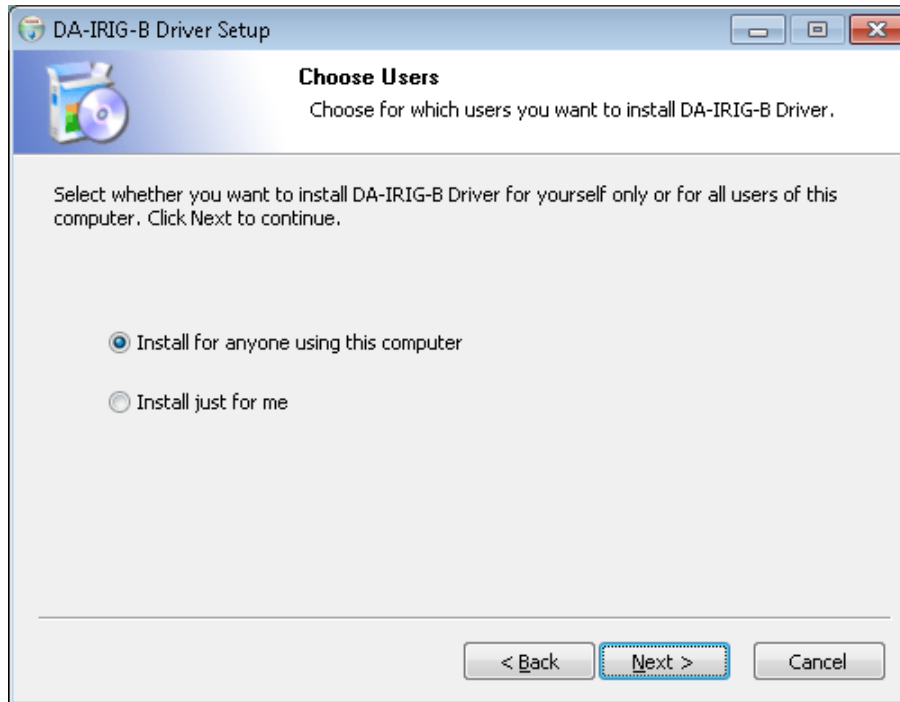 DA-IRIG-B Driver Setup
Choose Users
Choose for which users you want to install DA-IRIG-B Driver.
Select whether you want to install DA-IRIG-B Driver for yourself only or for all users of this
computer. Click Next to continue.
Install for anyone using this computer
Install just for me
< Back
Next >
Cancel